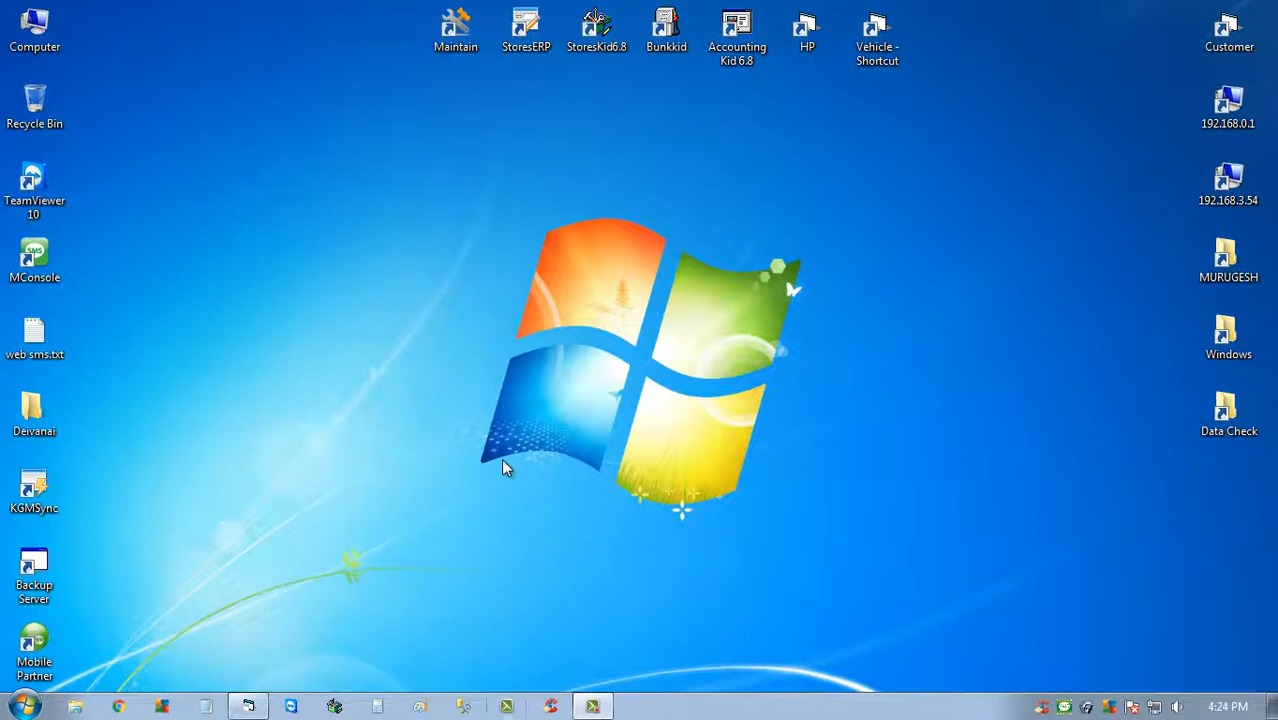 Computer
Recycle Bin
TeamViewer
10
SMS
MConsole
web sms.txt
Deivanai
KGMSync
Backup
Server
Mobile
Partner
Maintain
StoresERP
StoresKid6.8
Bunkkid
Accounting
Kid 6.8
HP
Vehicle -
Shortcut
Customer
192.168.0.1
192.168.3.54
MURUGESH
Windows
Data Check
4:24 PM